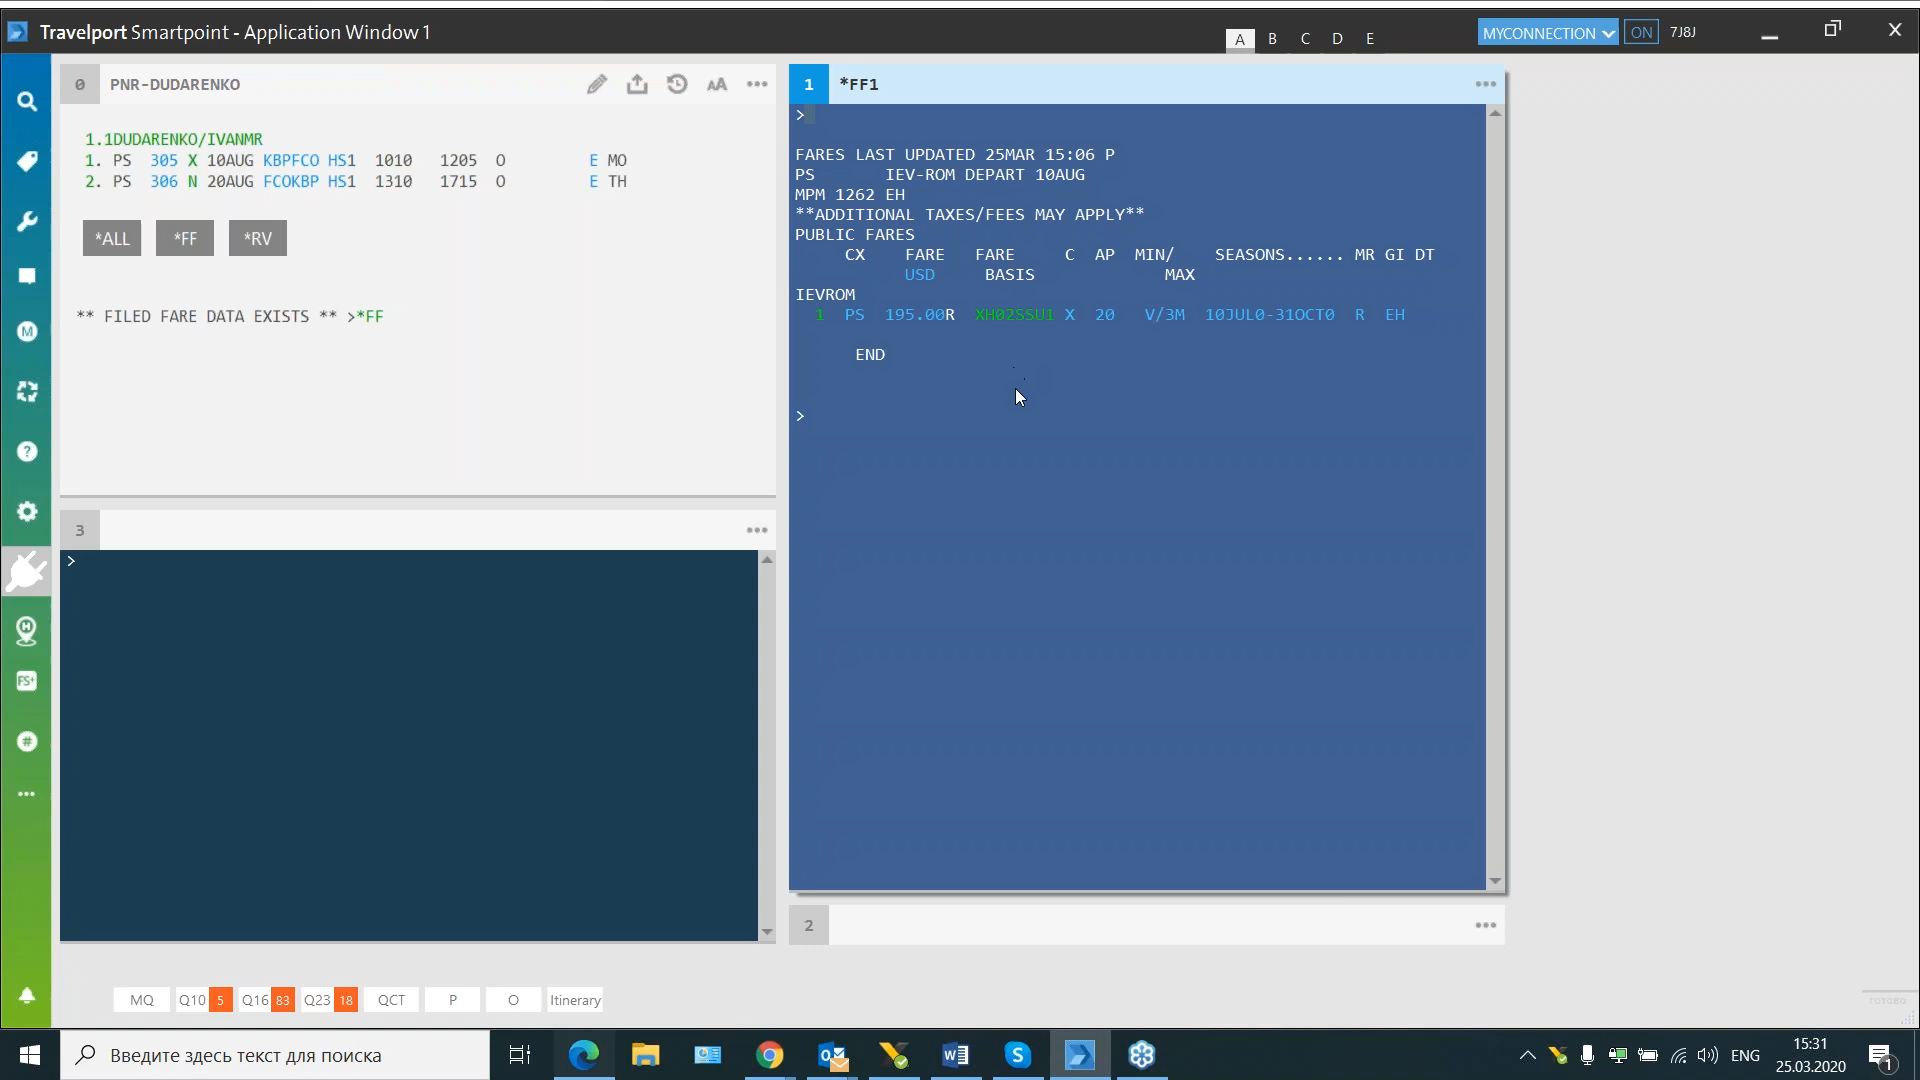 Travelport Smartpoint - Application Window 1
A B C D E
MYCONNECTION ON 7J8J
0 PNR-DUDARENKO AA
1.1DUDARENKO/IVANMR
1. PS 305 X 10AUG KBPFCO HS1 1010 1205 O E MO
2. PS 306 N 20AUG FCOKBP HS1 1310 1715 O E TH
*ALL *FF *RV
** FILED FARE DATA EXISTS ** >*FF
3
>
1 *FF1
>
FARES LAST UPDATED 25MAR 15:06 P
PS IEV-ROM DEPART 10AUG
MPM 1262 EH
**ADDITIONAL TAXES/FEES MAY APPLY**
PUBLIC FARES
CX FARE FARE C AP MIN/ SEASONS...... MR GI DT
USD BASIS MAX
IEVROM
1 PS 195.00R XH02SSU1 X 20 V/3M 10JUL0-31OCT0 R EH
END
>
2
M
?
H
FS+
#
MQ Q10 5 Q16 83 Q23 18 QCT P O Itinerary
готово
Введите здесь текст для поиска
ENG
15:31
25.03.2020
1